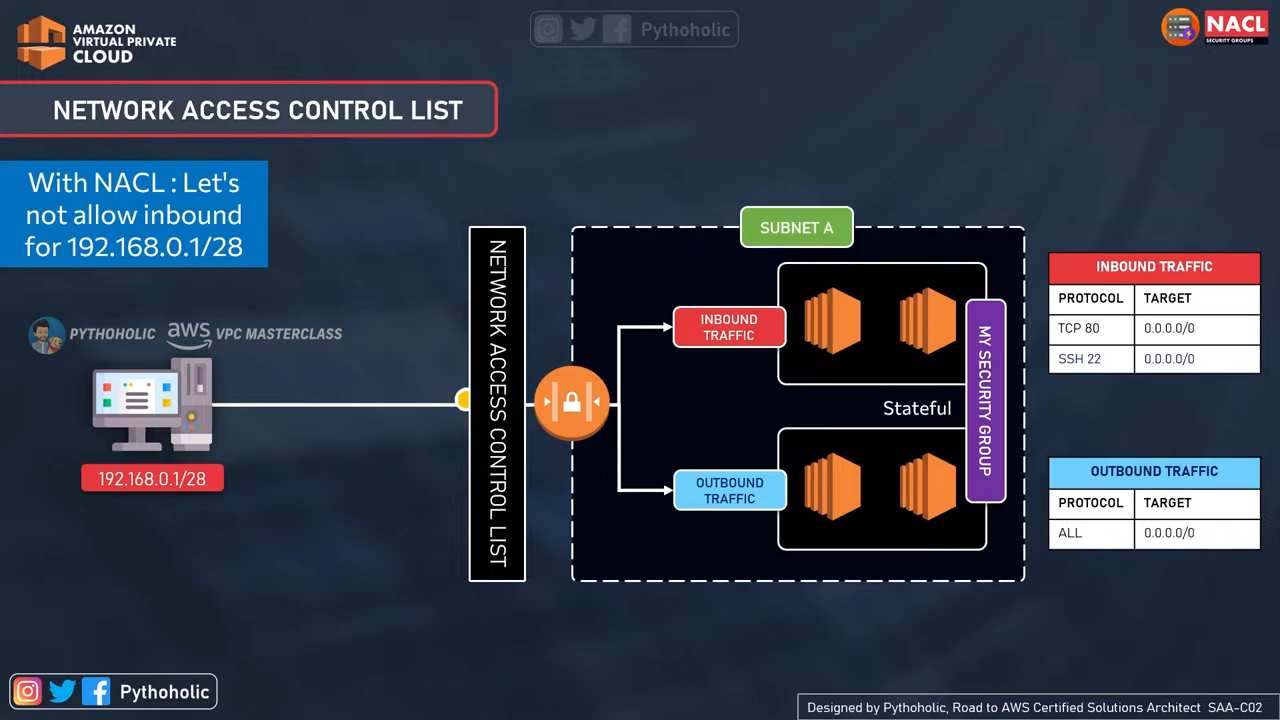 AMAZON
VIRTUAL PRIVATE
CLOUD
Pythoholic
NACL
SECURITY GROUPS
NETWORK ACCESS CONTROL LIST
With NACL : Let's
not allow inbound
for 192.168.0.1/28
PYTHOHOLIC aws VPC MASTERCLASS
192.168.0.1/28
NETWORK ACCESS CONTROL LIST
SUBNET A
INBOUND
TRAFFIC
Stateful
OUTBOUND
TRAFFIC
MY SECURITY GROUP
INBOUND TRAFFIC
PROTOCOL TARGET
TCP 80 0.0.0.0/0
SSH 22 0.0.0.0/0
OUTBOUND TRAFFIC
PROTOCOL TARGET
ALL 0.0.0.0/0
Pythoholic
Designed by Pythoholic, Road to AWS Certified Solutions Architect SAA-C02